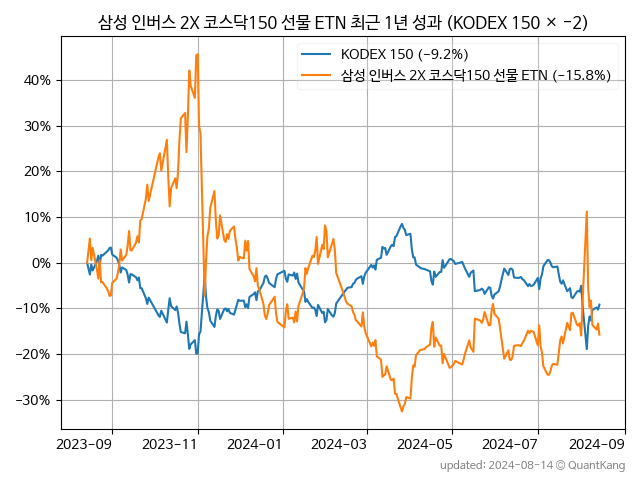 삼성 인버스 2X 코스닥150 선물 ETN 최근 1년 성과 (KODEX 150 × −2)
KODEX 150 (−9.2%)
삼성 인버스 2X 코스닥150 선물 ETN (−15.8%)
40%
30%
20%
10%
0%
−10%
−20%
−30%
2023-09 2023-11 2024-01 2024-03 2024-05 2024-07 2024-09
updated: 2024-08-14 © QuantKang